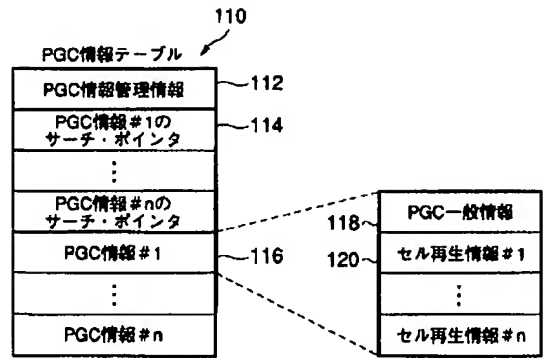 110
PGC情報テーブル
PGC情報管理情報
112
PGC情報#1の
サーチ・ポインタ
114
⋮
PGC情報#nの
サーチ・ポインタ
PGC情報#1
116
⋮
PGC情報#n
PGC一般情報
118
セル再生情報#1
120
⋮
セル再生情報#n